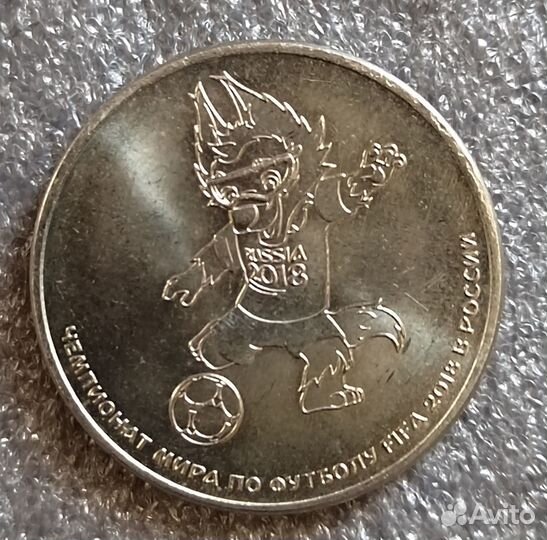 RUSSIA
2018
ЧЕМПИОНАТ МИРА ПО ФУТБОЛУ FIFA 2018 В РОССИИ
Avito